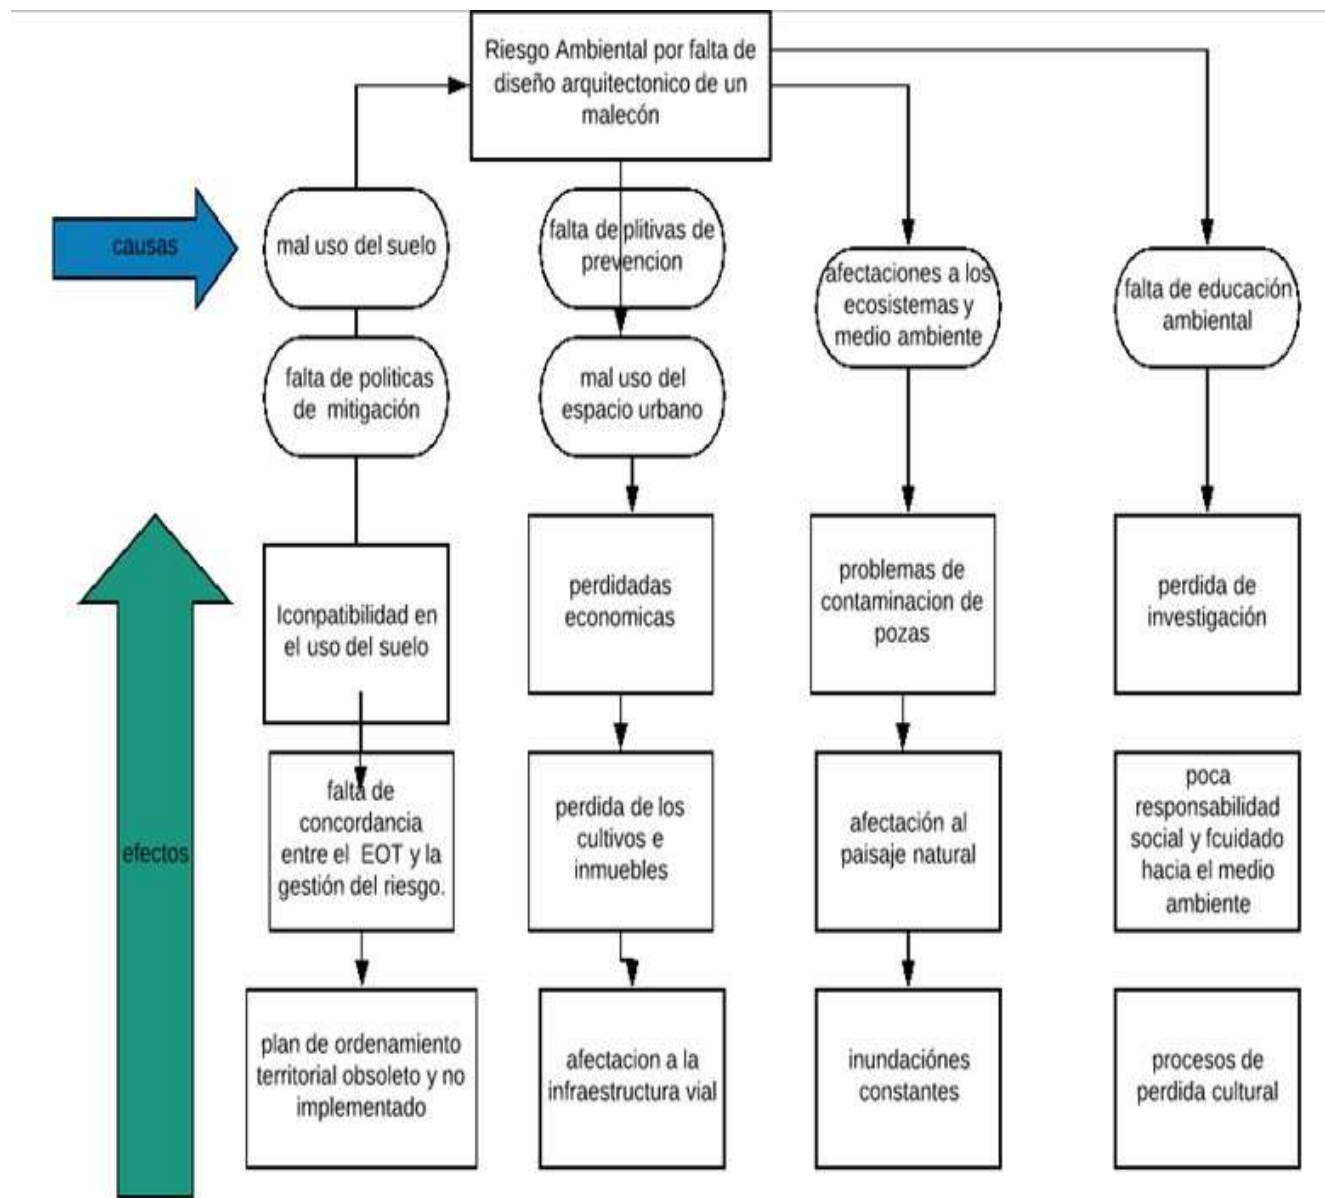 Riesgo Ambiental por falta de
diseño arquitectonico de un
malecón
causas
mal uso del suelo
falta de plitivas de
prevencion
afectaciones a los
ecosistemas y
medio ambiente
falta de educación
ambiental
falta de politicas
de mitigación
mal uso del
espacio urbano
efectos
Iconpatibilidad en
el uso del suelo
perdidadas
economicas
problemas de
contaminacion de
pozas
perdida de
investigación
falta de
concordancia
entre el EOT y la
gestión del riesgo.
perdida de los
cultivos e
inmuebles
afectación al
paisaje natural
poca
responsabilidad
social y fcuidado
hacia el medio
ambiente
plan de ordenamiento
territorial obsoleto y no
implementado
afectacion a la
infraestructura vial
inundaciónes
constantes
procesos de
perdida cultural